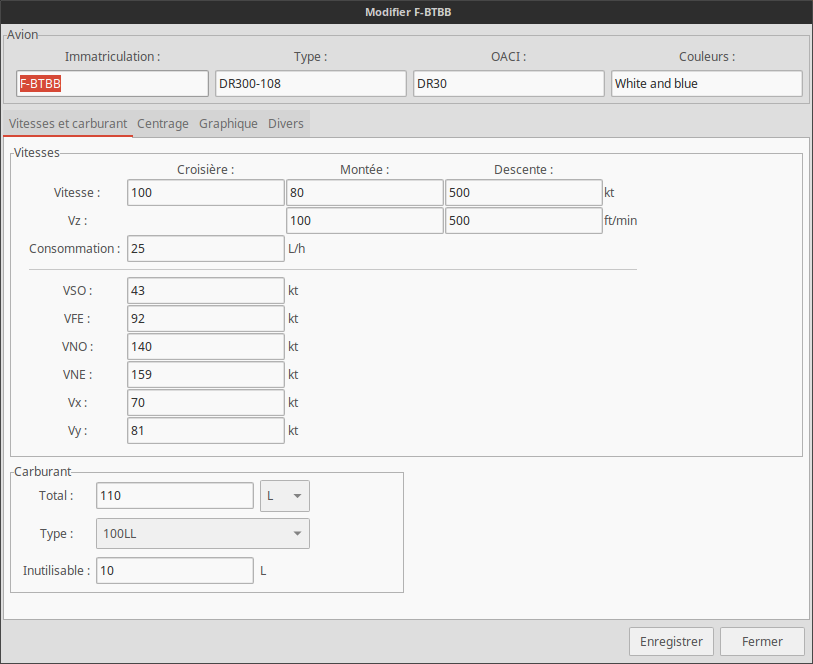 Modifier F-BTBB
Avion
Immatriculation : Type : OACI : Couleurs :
F-BTBB DR300-108 DR30 White and blue
Vitesses et carburant Centrage Graphique Divers
Vitesses
Croisière : Montée : Descente :
Vitesse : 100 80 500 kt
Vz : 100 500 ft/min
Consommation : 25 L/h
VSO : 43 kt
VFE : 92 kt
VNO : 140 kt
VNE : 159 kt
Vx : 70 kt
Vy : 81 kt
Carburant
Total : 110 L
Type : 100LL
Inutilisable : 10 L
Enregistrer Fermer